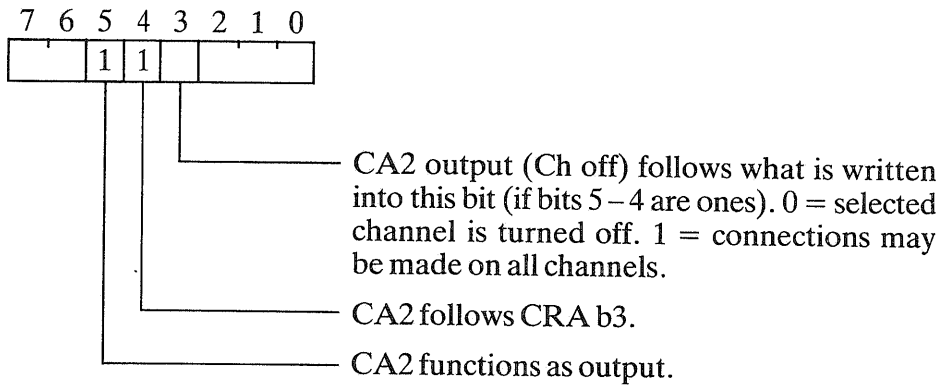 7 6 5 4 3 2 1 0
1 1
CA2 output (Ch off) follows what is written
into this bit (if bits 5–4 are ones). 0 = selected
channel is turned off. 1 = connections may
be made on all channels.
CA2 follows CRA b3.
CA2 functions as output.